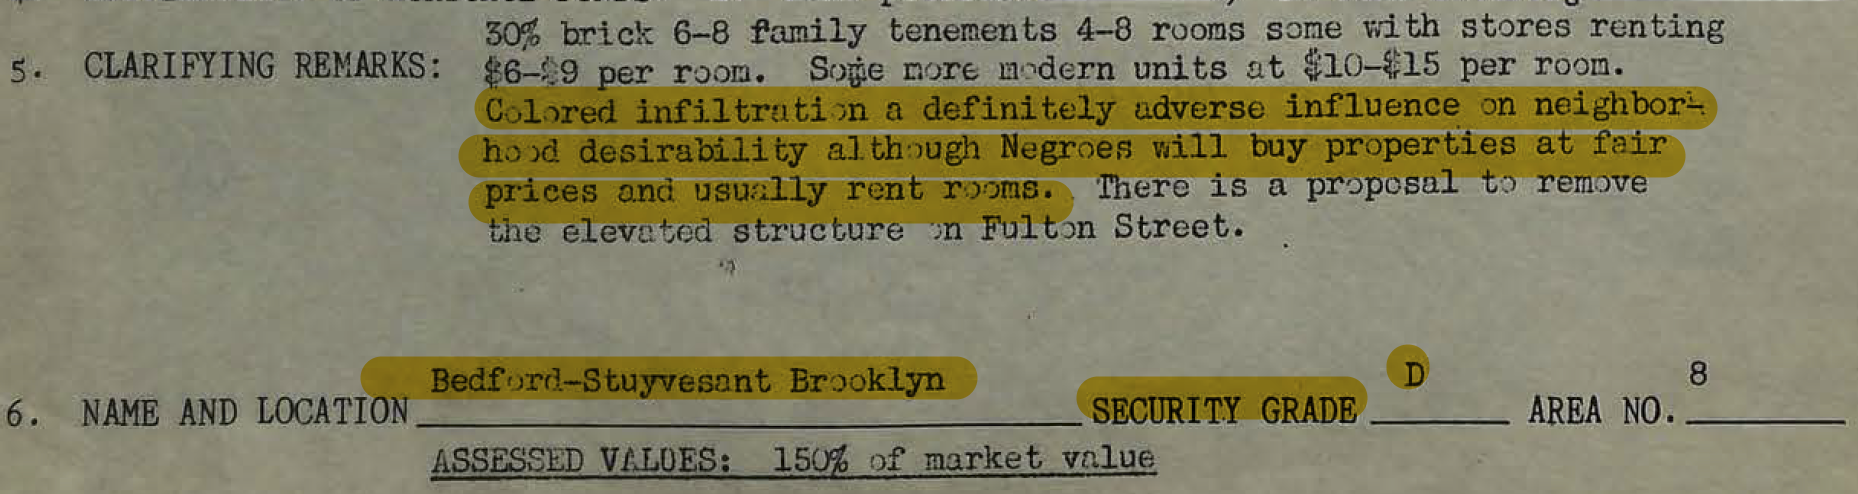 30% brick 6-8 family tenements 4-8 rooms some with stores renting
5. CLARIFYING REMARKS: $6-$9 per room. Some more modern units at $10-$15 per room.
Colored infiltration a definitely adverse influence on neighbor-
hood desirability although Negroes will buy properties at fair
prices and usually rent rooms. There is a proposal to remove
the elevated structure on Fulton Street.
6. NAME AND LOCATION Bedford-Stuyvesant Brooklyn SECURITY GRADE D AREA NO. 8
ASSESSED VALUES: 150% of market value